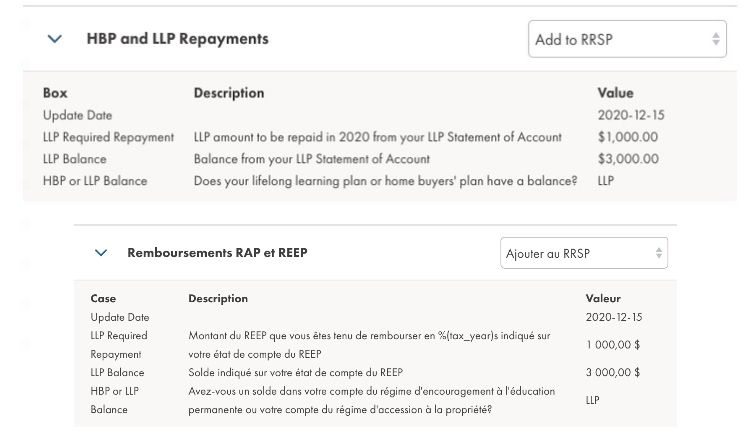 HBP and LLP Repayments Add to RRSP
Box Description Value
Update Date 2020-12-15
LLP Required Repayment LLP amount to be repaid in 2020 from your LLP Statement of Account $1,000.00
LLP Balance Balance from your LLP Statement of Account $3,000.00
HBP or LLP Balance Does your lifelong learning plan or home buyers' plan have a balance? LLP
Remboursements RAP et REEP Ajouter au RRSP
Case Description Valeur
Update Date 2020-12-15
LLP Required Montant du REEP que vous êtes tenu de rembourser en %(tax_year)s indiqué sur
1 000,00 $
Repayment votre état de compte du REEP
LLP Balance Solde indiqué sur votre état de compte du REEP 3 000,00 $
HBP or LLP Avez-vous un solde dans votre compte du régime d'encouragement à l'éducation
LLP
Balance permanente ou votre compte du régime d'accession à la propriété?